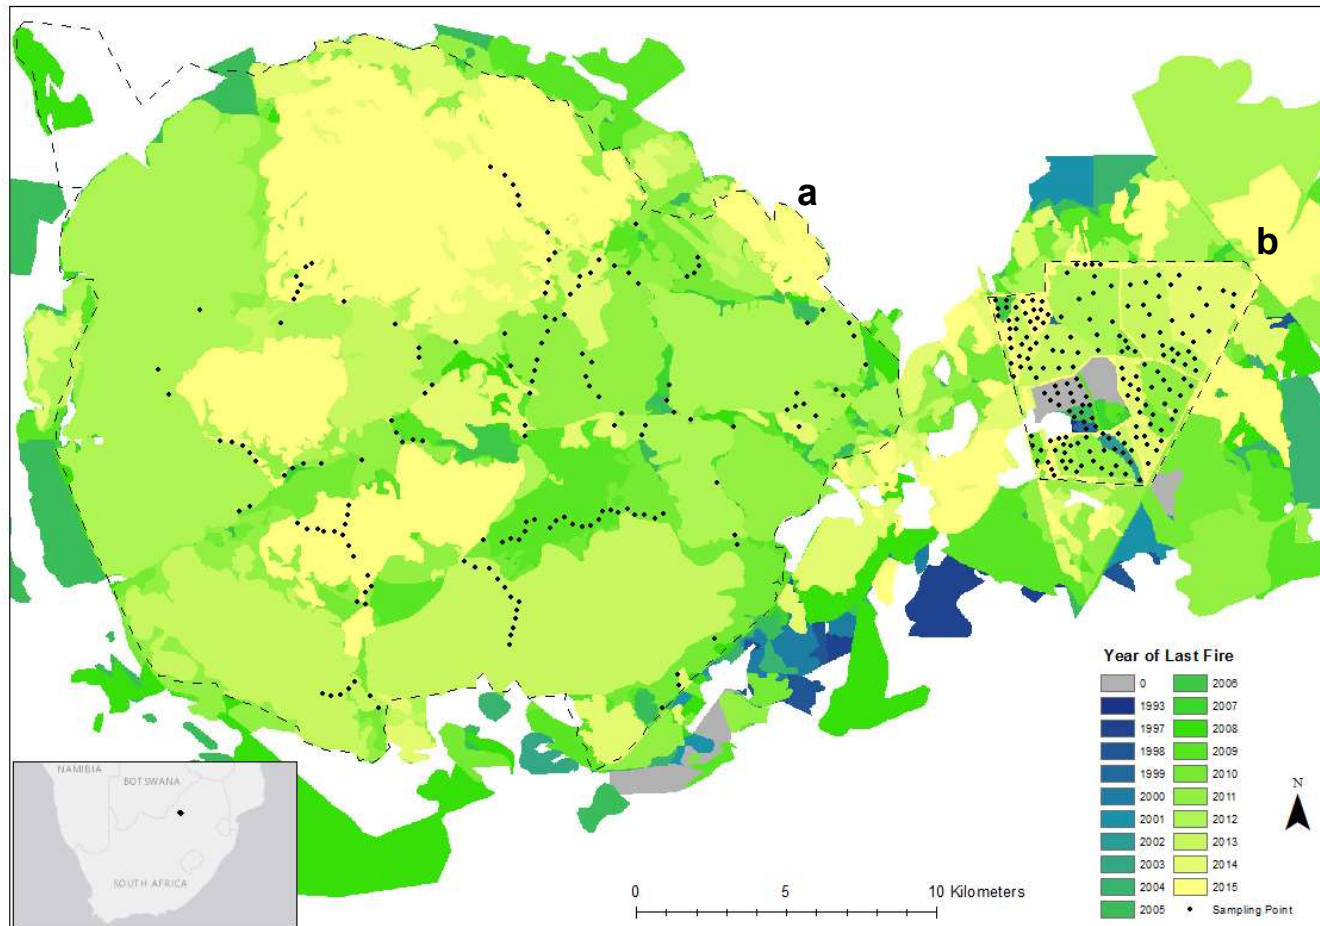 a
b
Year of Last Fire
0
1993
1997
1998
1999
2000
2001
2002
2003
2004
2005
2006
2007
2008
2009
2010
2011
2012
2013
2014
2015
Sampling Point
N
0 5 10 Kilometers
NAMIBIA
BOTSWANA
SOUTH AFRICA